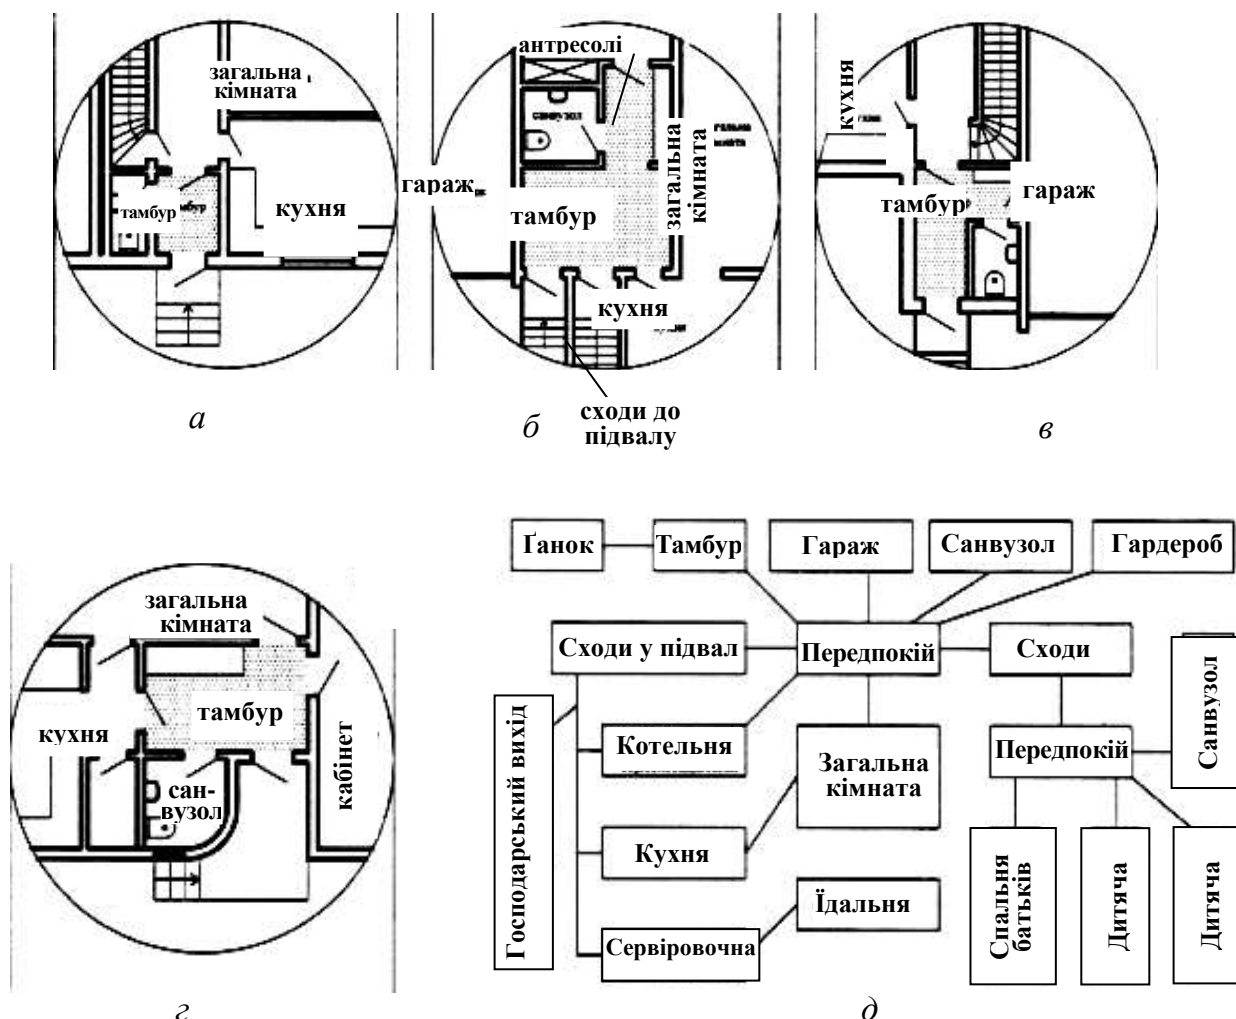 загальна
кімната
тамбур
кухня
а
антресолі
санвузол
гараж
тамбур
загальна
кімната
кухня
б
сходи до
підвалу
кухня
тамбур
гараж
в
загальна
кімната
тамбур
кухня
сан-
вузол
кабінет
г
Ґанок
Тамбур
Гараж
Санвузол
Гардероб
Сходи у підвал
Передпокій
Сходи
Санвузол
Господарський вихід
Котельня
Загальна
кімната
Передпокій
Кухня
Їдальня
Сервіровочна
Спальня
батьків
Дитяча
Дитяча
д